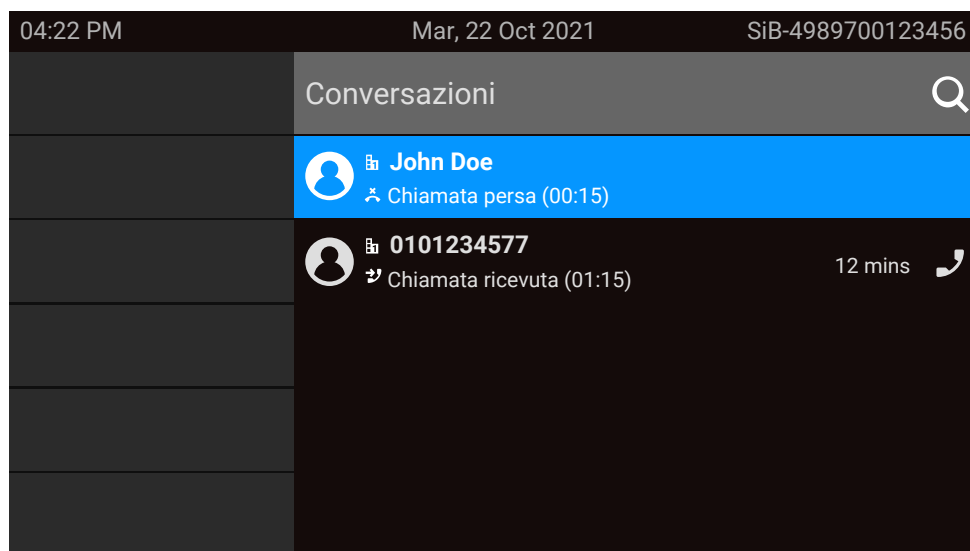 04:22 PM Mar, 22 Oct 2021 SiB-4989700123456
Conversazioni
John Doe
Chiamata persa (00:15)
0101234577
Chiamata ricevuta (01:15) 12 mins